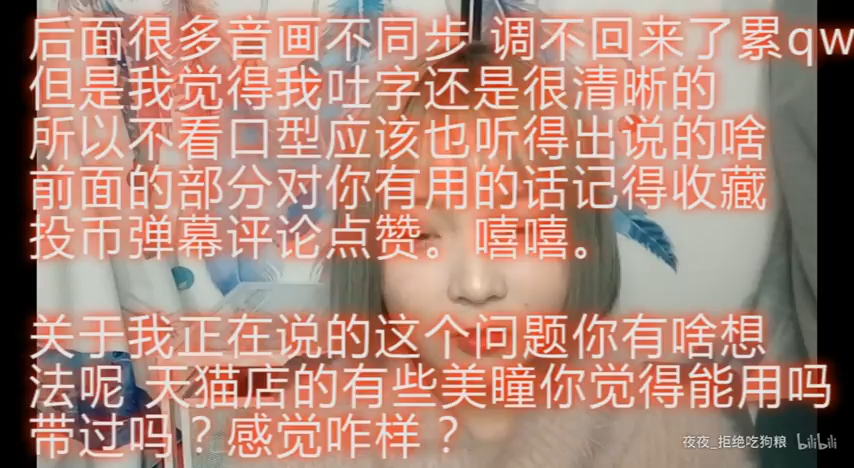 后面很多音画不同步 调不回来了累qw
但是我觉得我吐字还是很清晰的
所以不看口型应该也听得出说的啥
前面的部分对你有用的话记得收藏
投币弹幕评论点赞。嘻嘻。
关于我正在说的这个问题你有啥想
法呢 天猫店的有些美瞳你觉得能用吗
带过吗？感觉咋样？
夜夜_拒绝吃狗粮 bilibili